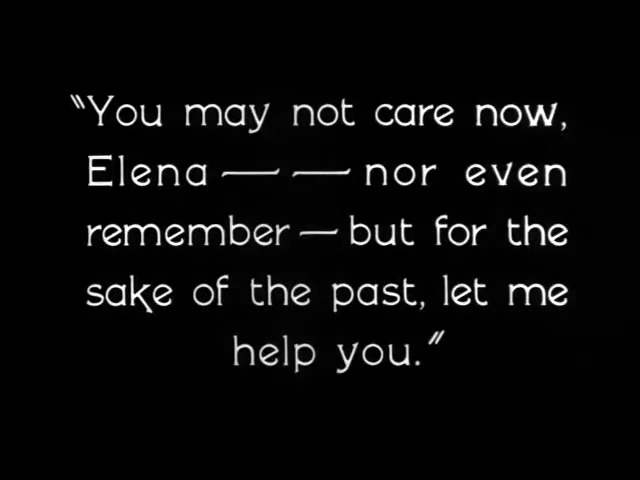 "You may not care now,
Elena — — nor even
remember — but for the
sake of the past, let me
help you."